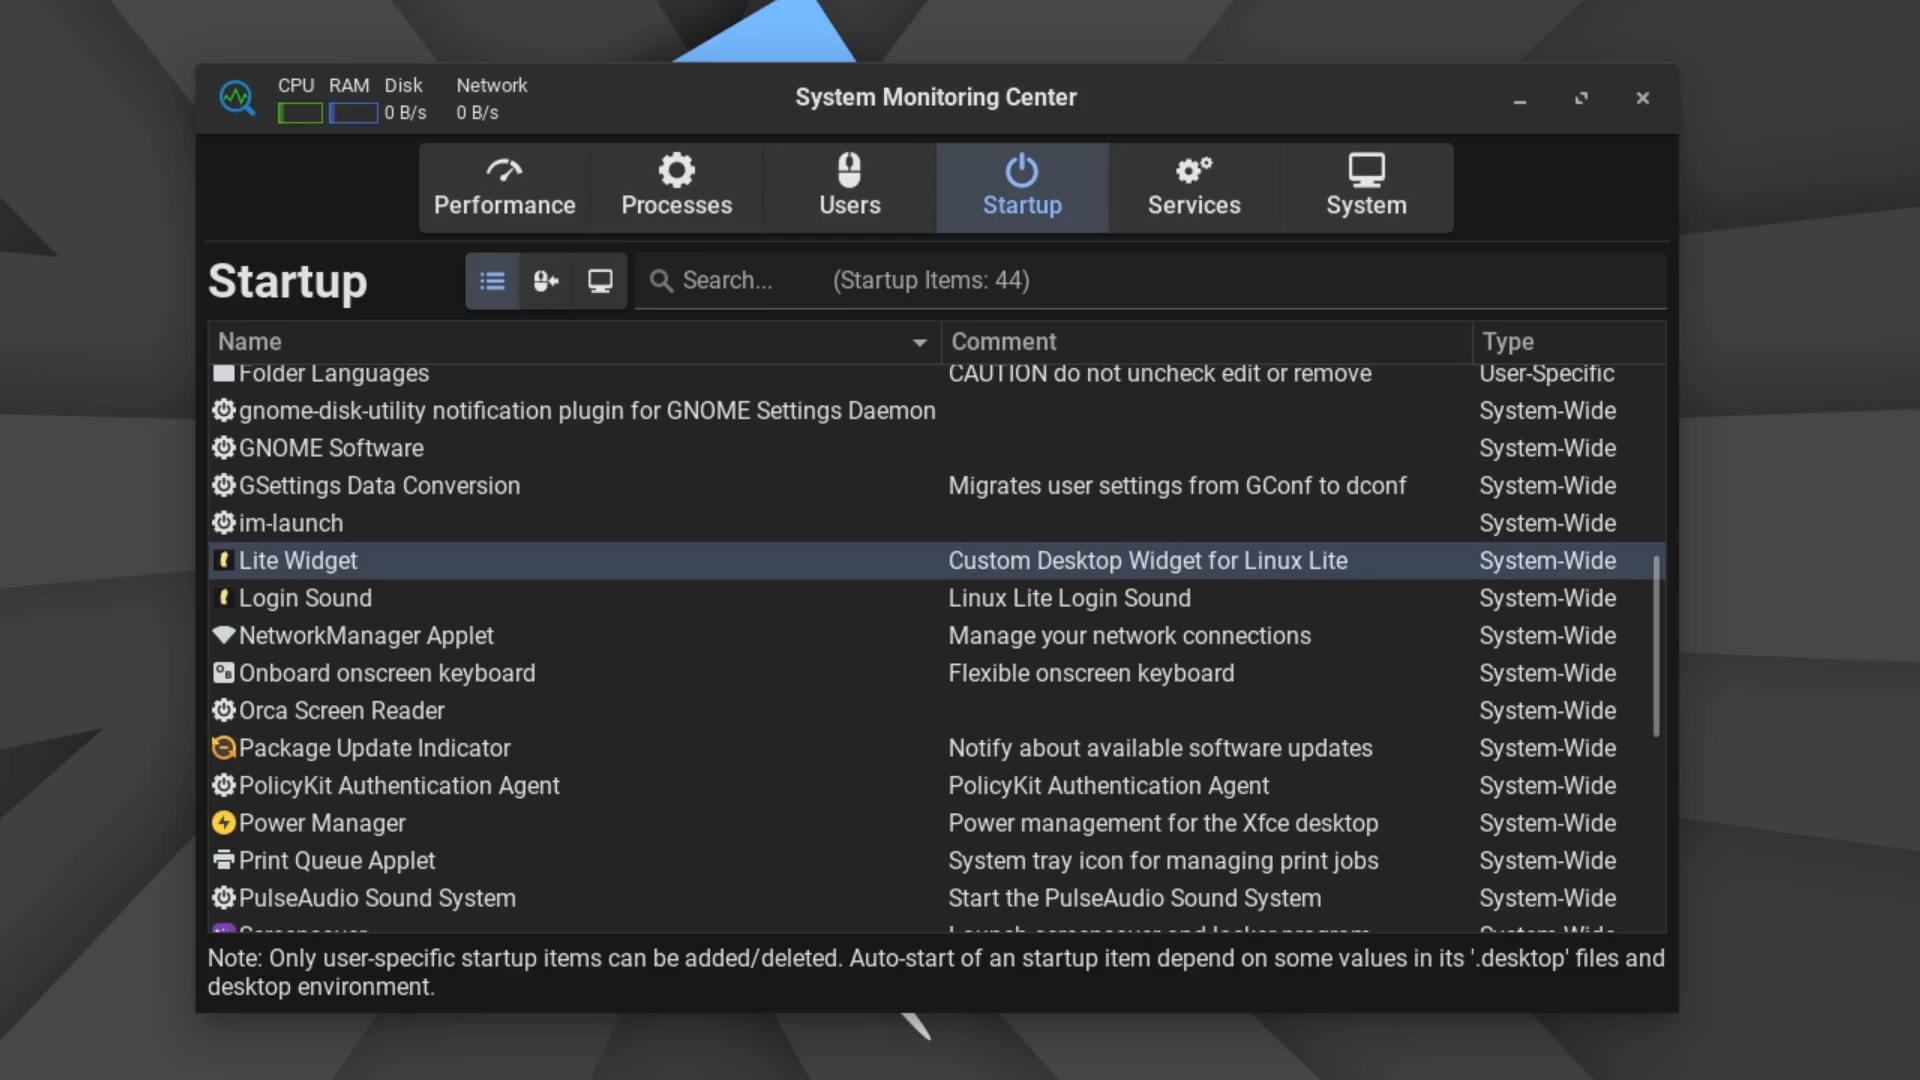 CPU RAM Disk Network
0 B/s 0 B/s
System Monitoring Center
Performance Processes Users Startup Services System
Startup
Search... (Startup Items: 44)
Name Comment Type
Folder Languages CAUTION do not uncheck edit or remove User-Specific
gnome-disk-utility notification plugin for GNOME Settings Daemon System-Wide
GNOME Software System-Wide
GSettings Data Conversion Migrates user settings from GConf to dconf System-Wide
im-launch System-Wide
Lite Widget Custom Desktop Widget for Linux Lite System-Wide
Login Sound Linux Lite Login Sound System-Wide
NetworkManager Applet Manage your network connections System-Wide
Onboard onscreen keyboard Flexible onscreen keyboard System-Wide
Orca Screen Reader System-Wide
Package Update Indicator Notify about available software updates System-Wide
PolicyKit Authentication Agent PolicyKit Authentication Agent System-Wide
Power Manager Power management for the Xfce desktop System-Wide
Print Queue Applet System tray icon for managing print jobs System-Wide
PulseAudio Sound System Start the PulseAudio Sound System System-Wide
Note: Only user-specific startup items can be added/deleted. Auto-start of an startup item depend on some values in its '.desktop' files and
desktop environment.